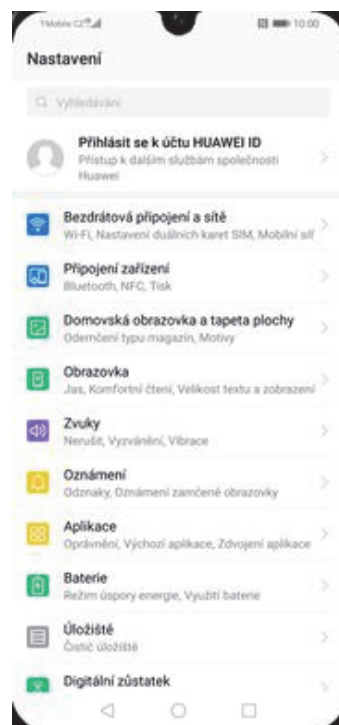 T-Mobile CZ
10:00
Nastavení
Vyhledávání
Přihlásit se k účtu HUAWEI ID
Přístup k dalším službám společnosti
Huawei
Bezdrátová připojení a sítě
Wi-Fi, Nastavení duálních karet SIM, Mobilní síť
Připojení zařízení
Bluetooth, NFC, Tisk
Domovská obrazovka a tapeta plochy
Odemčení typu magazín, Motivy
Obrazovka
Jas, Komfortní čtení, Velikost textu a zobrazení
Zvuky
Nerušit, Vyzvánění, Vibrace
Oznámení
Odznaky, Oznámení zamčené obrazovky
Aplikace
Oprávnění, Výchozí aplikace, Zdvojení aplikace
Baterie
Režim úspory energie, Využití baterie
Úložiště
Čistič úložiště
Digitální zůstatek